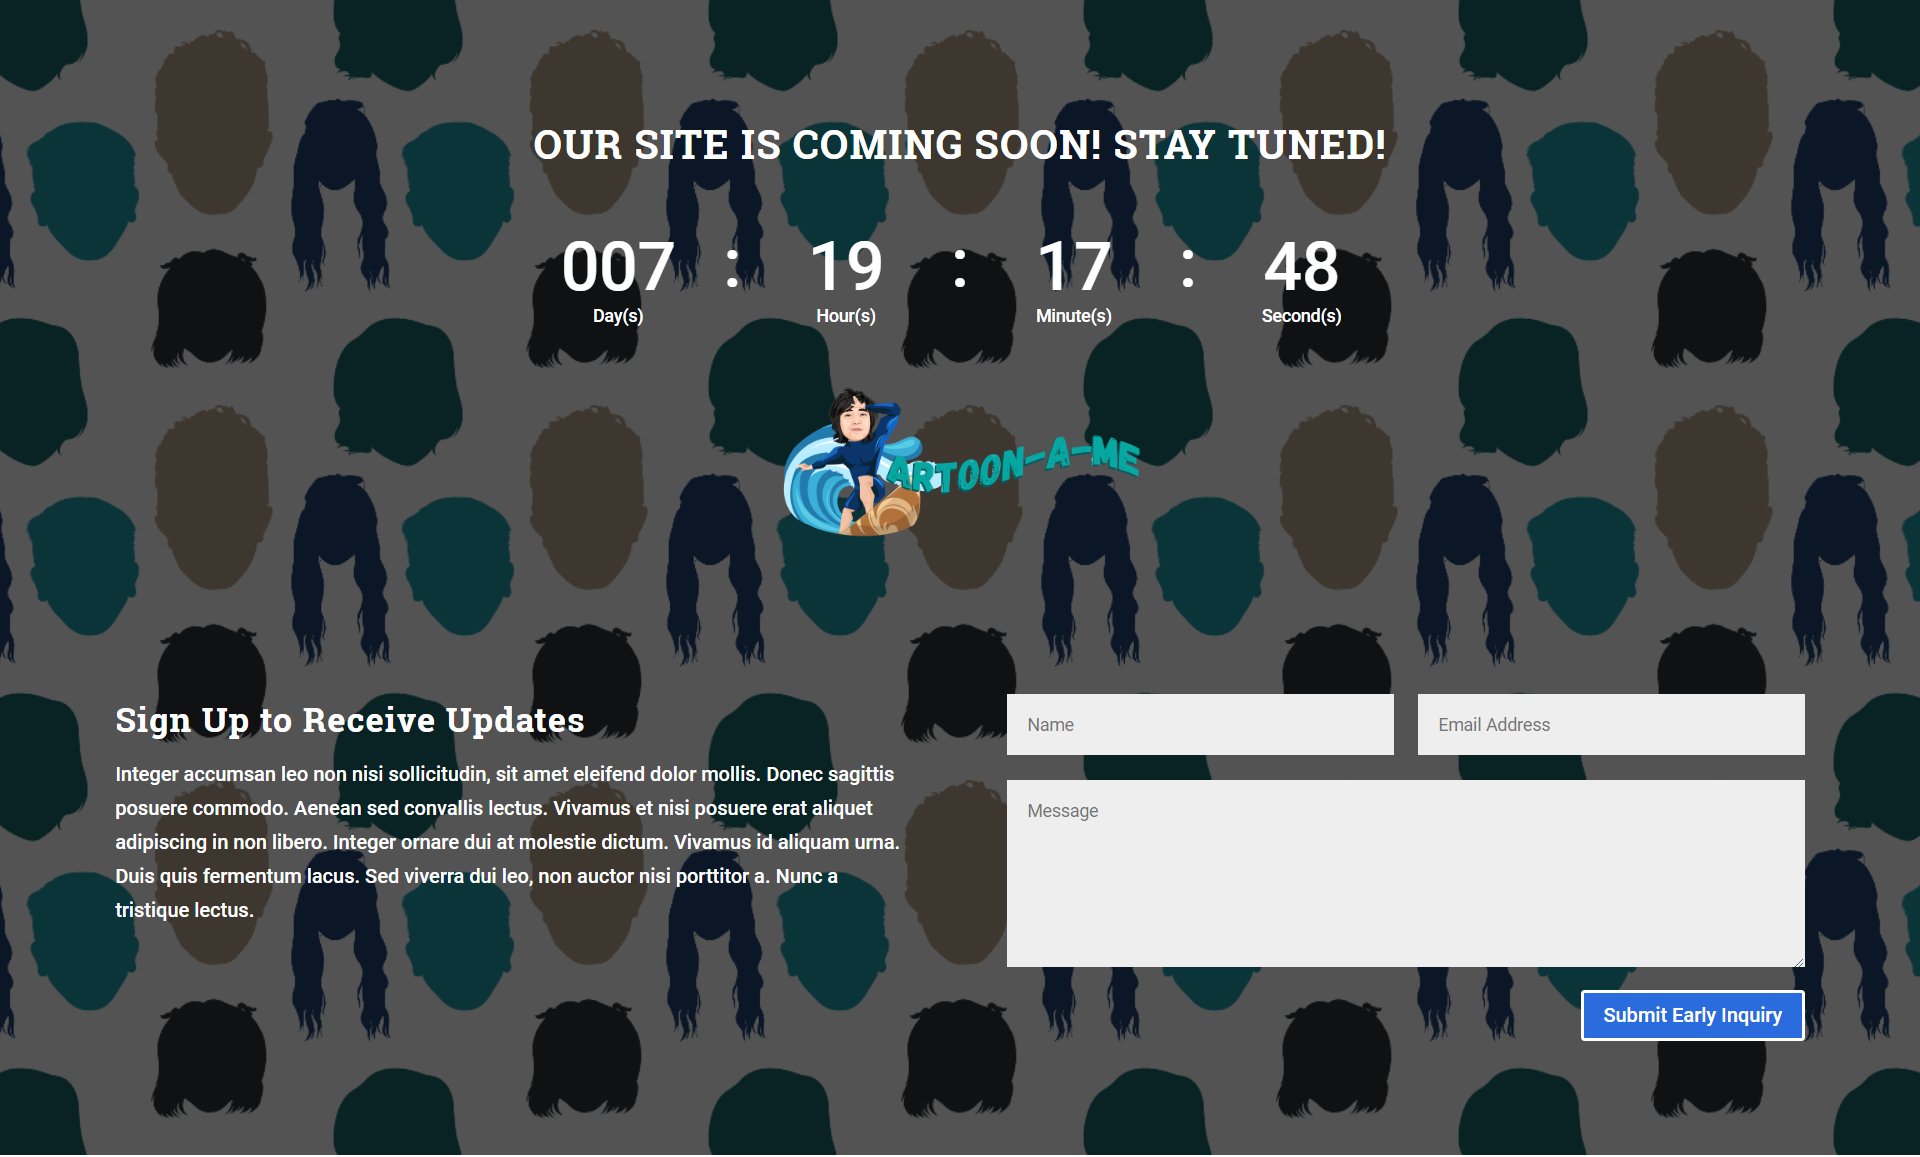 OUR SITE IS COMING SOON! STAY TUNED!
007 : 19 : 17 : 48
Day(s) Hour(s) Minute(s) Second(s)
ARTOON-A-ME
Sign Up to Receive Updates
Integer accumsan leo non nisi sollicitudin, sit amet eleifend dolor mollis. Donec sagittis
posuere commodo. Aenean sed convallis lectus. Vivamus et nisi posuere erat aliquet
adipiscing in non libero. Integer ornare dui at molestie dictum. Vivamus id aliquam urna.
Duis quis fermentum lacus. Sed viverra dui leo, non auctor nisi porttitor a. Nunc a
tristique lectus.
Name
Email Address
Message
Submit Early Inquiry